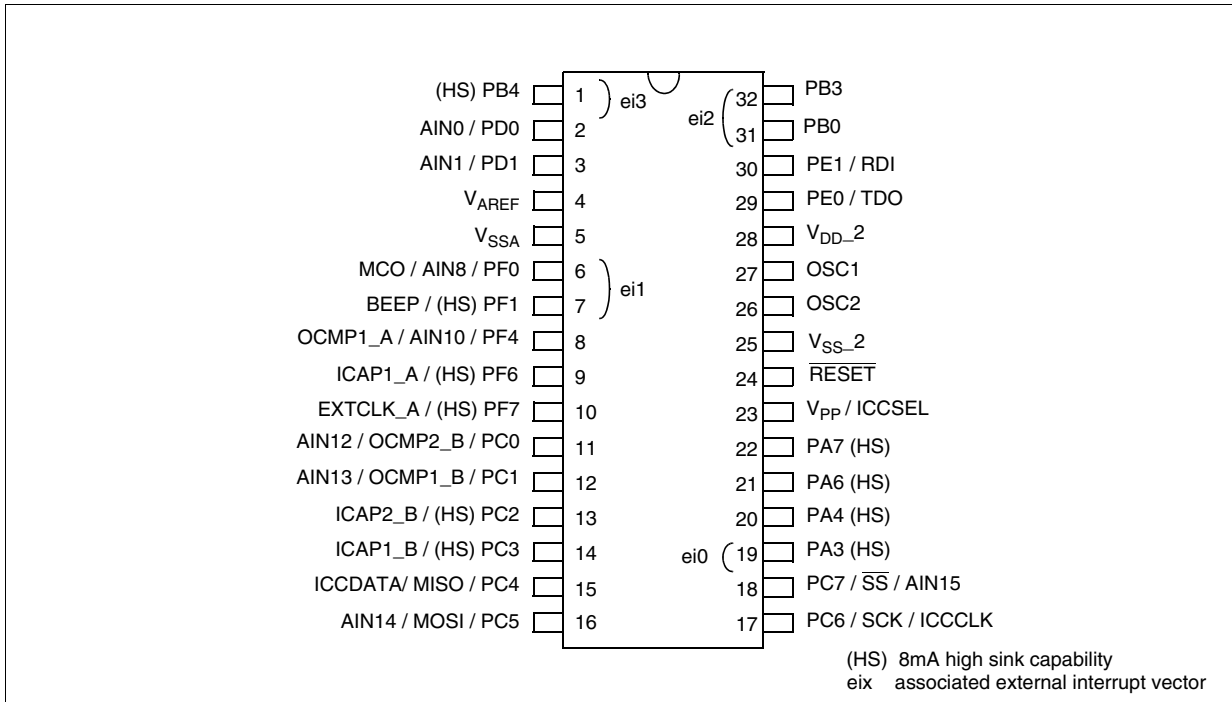 (HS) PB4 1 ei3 ei2 32 PB3
AIN0 / PD0 2 31 PB0
AIN1 / PD1 3 30 PE1 / RDI
VAREF 4 29 PE0 / TDO
VSSA 5 28 VDD_2
MCO / AIN8 / PF0 6 ei1 27 OSC1
BEEP / (HS) PF1 7 26 OSC2
OCMP1_A / AIN10 / PF4 8 25 VSS_2
ICAP1_A / (HS) PF6 9 24 RESET
EXTCLK_A / (HS) PF7 10 23 VPP / ICCSEL
AIN12 / OCMP2_B / PC0 11 22 PA7 (HS)
AIN13 / OCMP1_B / PC1 12 21 PA6 (HS)
ICAP2_B / (HS) PC2 13 20 PA4 (HS)
ICAP1_B / (HS) PC3 14 ei0 19 PA3 (HS)
ICCDATA/ MISO / PC4 15 18 PC7 / SS / AIN15
AIN14 / MOSI / PC5 16 17 PC6 / SCK / ICCCLK
(HS) 8mA high sink capability
eix associated external interrupt vector